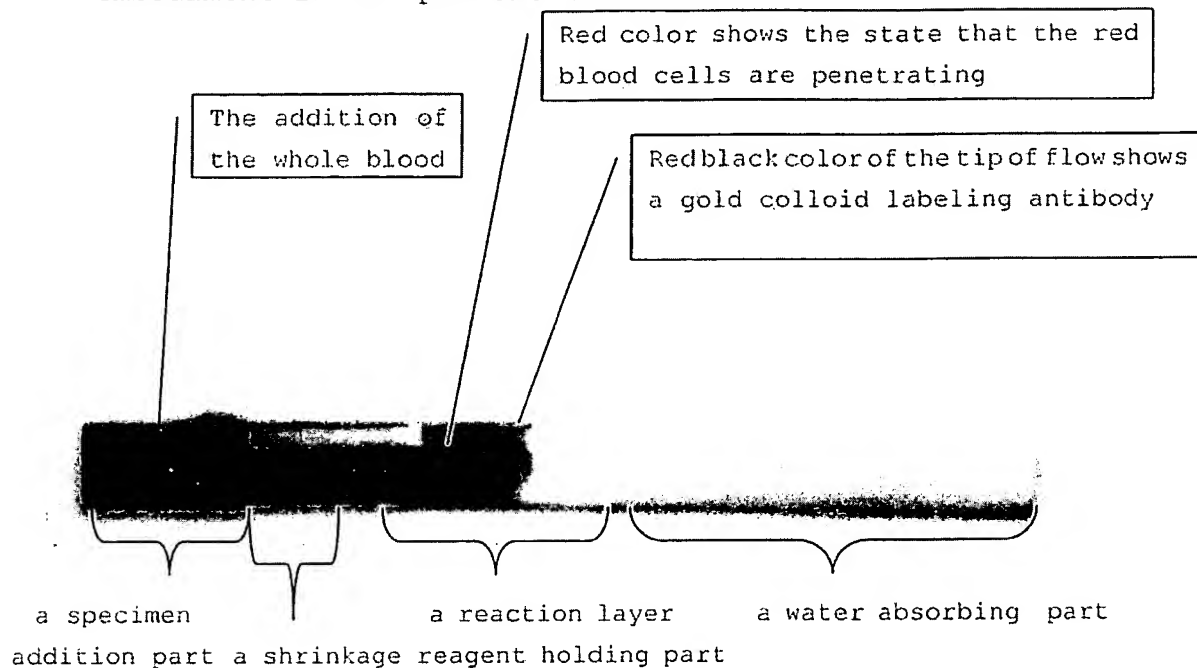 Red color shows the state that the red
blood cells are penetrating
The addition of
the whole blood
Red black color of the tip of flow shows
a gold colloid labeling antibody
a specimen
addition part
a shrinkage reagent holding part
a reaction layer
a water absorbing part